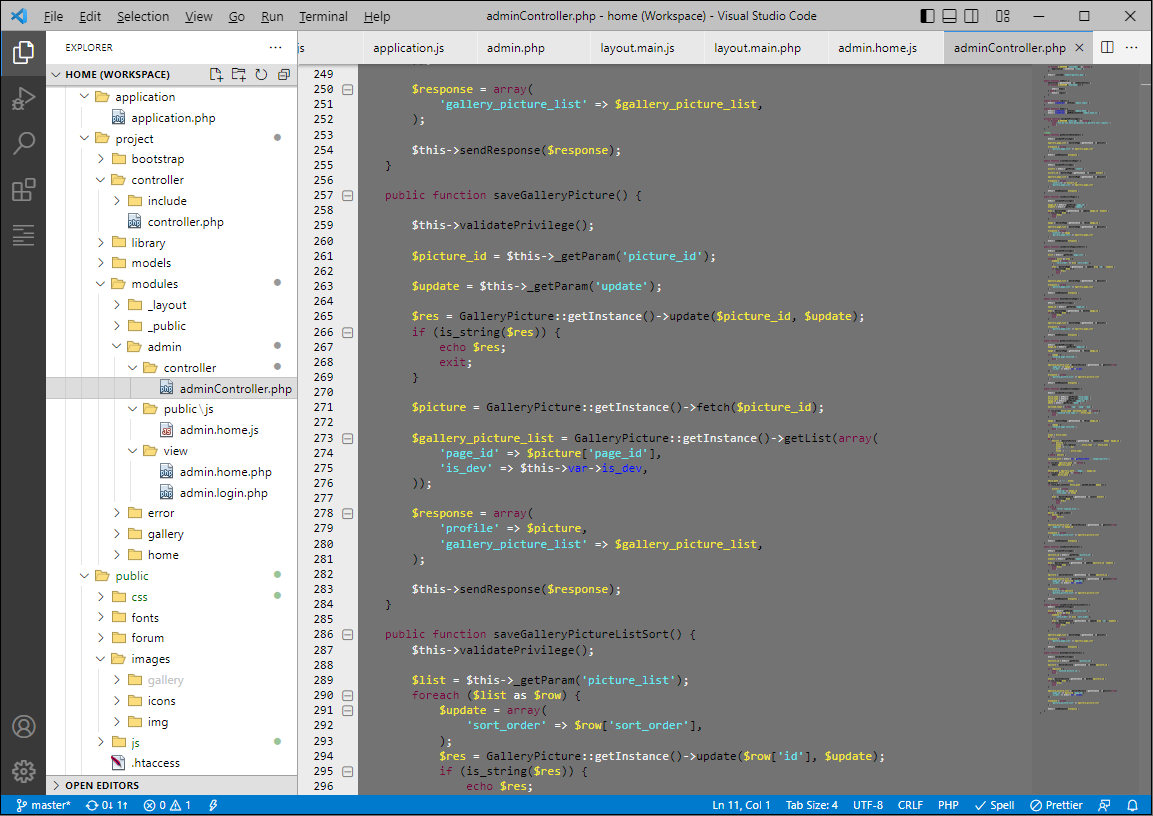 File Edit Selection View Go Run Terminal Help adminController.php - home (Workspace) - Visual Studio Code
EXPLORER ···
js application.js admin.php layout.main.js layout.main.php admin.home.js adminController.php
HOME (WORKSPACE)
application
application.php
project
bootstrap
controller
include
controller.php
library
models
modules
_layout
_public
admin
controller
adminController.php
public\js
admin.home.js
view
admin.home.php
admin.login.php
error
gallery
home
public
css
fonts
forum
images
gallery
icons
img
js
.htaccess
OPEN EDITORS
249
250 $response = array(
251 'gallery_picture_list' => $gallery_picture_list,
252 );
253
254 $this->sendResponse($response);
255 }
256
257 public function saveGalleryPicture() {
258
259 $this->validatePrivilege();
260
261 $picture_id = $this->_getParam('picture_id');
262
263 $update = $this->_getParam('update');
264
265 $res = GalleryPicture::getInstance()->update($picture_id, $update);
266 if (is_string($res)) {
267 echo $res;
268 exit;
269 }
270
271 $picture = GalleryPicture::getInstance()->fetch($picture_id);
272
273 $gallery_picture_list = GalleryPicture::getInstance()->getList(array(
274 'page_id' => $picture['page_id'],
275 'is_dev' => $this->var->is_dev,
276 ));
277
278 $response = array(
279 'profile' => $picture,
280 'gallery_picture_list' => $gallery_picture_list,
281 );
282
283 $this->sendResponse($response);
284 }
285
286 public function saveGalleryPictureListSort() {
287 $this->validatePrivilege();
288
289 $list = $this->_getParam('picture_list');
290 foreach ($list as $row) {
291 $update = array(
292 'sort_order' => $row['sort_order'],
293 );
294 $res = GalleryPicture::getInstance()->update($row['id'], $update);
295 if (is_string($res)) {
296 echo $res;
master* 0↓ 1↑ 0 1 Ln 11, Col 1 Tab Size: 4 UTF-8 CRLF PHP Spell Prettier